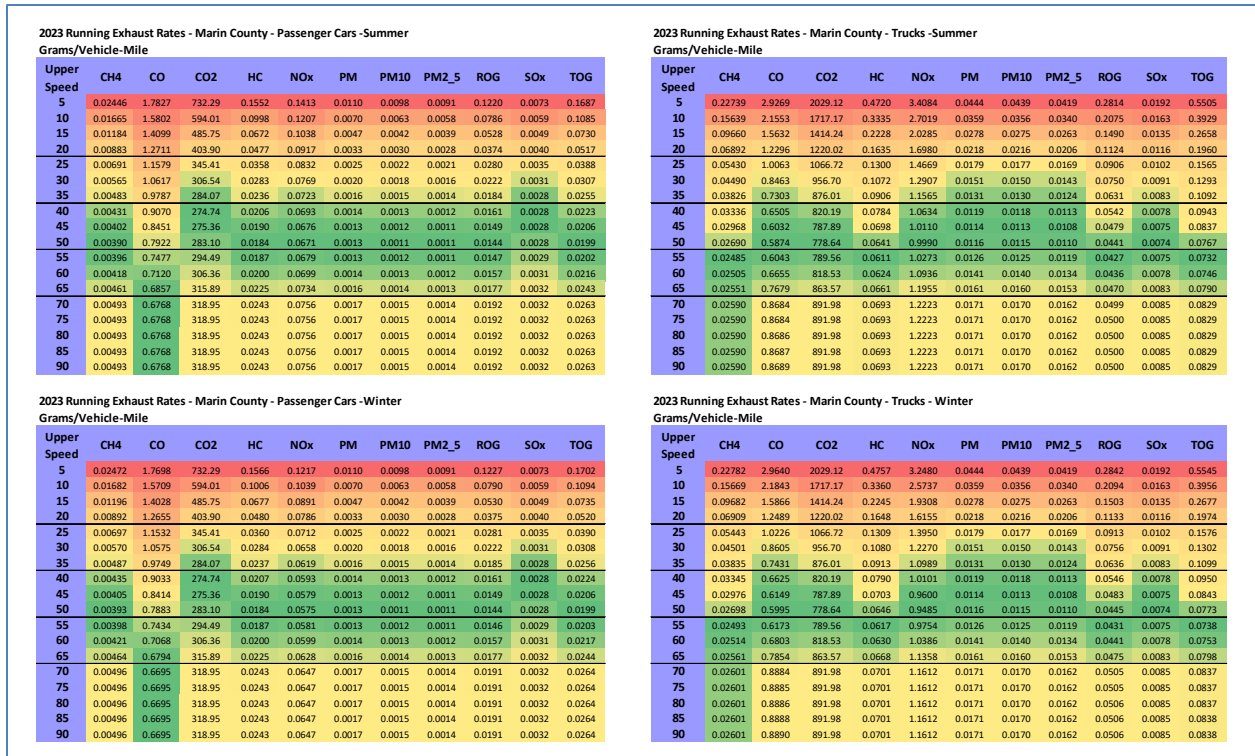 2023 Running Exhaust Rates - Marin County - Passenger Cars -Summer
Grams/Vehicle-Mile
Upper Speed CH4 CO CO2 HC NOx PM PM10 PM2_5 ROG SOx TOG
5 0.02446 1.7827 732.29 0.1552 0.1413 0.0110 0.0098 0.0091 0.1220 0.0073 0.1687
10 0.01665 1.5802 594.01 0.0998 0.1207 0.0070 0.0063 0.0058 0.0786 0.0059 0.1085
15 0.01184 1.4099 485.75 0.0672 0.1038 0.0047 0.0042 0.0039 0.0528 0.0049 0.0730
20 0.00883 1.2711 403.90 0.0477 0.0917 0.0033 0.0030 0.0028 0.0374 0.0040 0.0517
25 0.00691 1.1579 345.41 0.0358 0.0832 0.0025 0.0022 0.0021 0.0280 0.0035 0.0388
30 0.00565 1.0617 306.54 0.0283 0.0769 0.0020 0.0018 0.0016 0.0222 0.0031 0.0307
35 0.00483 0.9787 284.07 0.0236 0.0723 0.0016 0.0015 0.0014 0.0184 0.0028 0.0255
40 0.00431 0.9070 274.74 0.0206 0.0693 0.0014 0.0013 0.0012 0.0161 0.0028 0.0223
45 0.00402 0.8451 275.36 0.0190 0.0676 0.0013 0.0012 0.0011 0.0149 0.0028 0.0206
50 0.00390 0.7922 283.10 0.0184 0.0671 0.0013 0.0011 0.0011 0.0144 0.0028 0.0199
55 0.00396 0.7477 294.49 0.0187 0.0679 0.0013 0.0012 0.0011 0.0147 0.0029 0.0202
60 0.00418 0.7120 306.36 0.0200 0.0699 0.0014 0.0013 0.0012 0.0157 0.0031 0.0216
65 0.00461 0.6857 315.89 0.0225 0.0734 0.0016 0.0014 0.0013 0.0177 0.0032 0.0243
70 0.00493 0.6768 318.95 0.0243 0.0756 0.0017 0.0015 0.0014 0.0192 0.0032 0.0263
75 0.00493 0.6768 318.95 0.0243 0.0756 0.0017 0.0015 0.0014 0.0192 0.0032 0.0263
80 0.00493 0.6768 318.95 0.0243 0.0756 0.0017 0.0015 0.0014 0.0192 0.0032 0.0263
85 0.00493 0.6768 318.95 0.0243 0.0756 0.0017 0.0015 0.0014 0.0192 0.0032 0.0263
90 0.00493 0.6768 318.95 0.0243 0.0756 0.0017 0.0015 0.0014 0.0192 0.0032 0.0263
2023 Running Exhaust Rates - Marin County - Trucks -Summer
Grams/Vehicle-Mile
Upper Speed CH4 CO CO2 HC NOx PM PM10 PM2_5 ROG SOx TOG
5 0.22739 2.9269 2029.12 0.4720 3.4084 0.0444 0.0439 0.0419 0.2814 0.0192 0.5505
10 0.15639 2.1553 1717.17 0.3335 2.7019 0.0359 0.0356 0.0340 0.2075 0.0163 0.3929
15 0.09660 1.5632 1414.24 0.2228 2.0285 0.0278 0.0275 0.0263 0.1490 0.0135 0.2658
20 0.06892 1.2296 1220.02 0.1635 1.6980 0.0218 0.0216 0.0206 0.1124 0.0116 0.1960
25 0.05430 1.0063 1066.72 0.1300 1.4669 0.0179 0.0177 0.0169 0.0906 0.0102 0.1565
30 0.04490 0.8463 956.70 0.1072 1.2907 0.0151 0.0150 0.0143 0.0750 0.0091 0.1293
35 0.03826 0.7303 876.01 0.0906 1.1565 0.0131 0.0130 0.0124 0.0631 0.0083 0.1092
40 0.03336 0.6505 820.19 0.0784 1.0634 0.0119 0.0118 0.0113 0.0542 0.0078 0.0943
45 0.02968 0.6032 787.89 0.0698 1.0110 0.0114 0.0113 0.0108 0.0479 0.0075 0.0837
50 0.02690 0.5874 778.64 0.0641 0.9990 0.0116 0.0115 0.0110 0.0441 0.0074 0.0767
55 0.02485 0.6043 789.56 0.0611 1.0273 0.0126 0.0125 0.0119 0.0427 0.0075 0.0732
60 0.02505 0.6655 818.53 0.0624 1.0936 0.0141 0.0140 0.0134 0.0436 0.0078 0.0746
65 0.02551 0.7679 863.57 0.0661 1.1955 0.0161 0.0160 0.0153 0.0470 0.0083 0.0790
70 0.02590 0.8684 891.98 0.0693 1.2223 0.0171 0.0170 0.0162 0.0499 0.0085 0.0829
75 0.02590 0.8684 891.98 0.0693 1.2223 0.0171 0.0170 0.0162 0.0500 0.0085 0.0829
80 0.02590 0.8686 891.98 0.0693 1.2223 0.0171 0.0170 0.0162 0.0500 0.0085 0.0829
85 0.02590 0.8687 891.98 0.0693 1.2223 0.0171 0.0170 0.0162 0.0500 0.0085 0.0829
90 0.02590 0.8689 891.98 0.0693 1.2223 0.0171 0.0170 0.0162 0.0500 0.0085 0.0829
2023 Running Exhaust Rates - Marin County - Passenger Cars -Winter
Grams/Vehicle-Mile
Upper Speed CH4 CO CO2 HC NOx PM PM10 PM2_5 ROG SOx TOG
5 0.02472 1.7698 732.29 0.1566 0.1217 0.0110 0.0098 0.0091 0.1227 0.0073 0.1702
10 0.01682 1.5709 594.01 0.1006 0.1039 0.0070 0.0063 0.0058 0.0790 0.0059 0.1094
15 0.01196 1.4028 485.75 0.0677 0.0891 0.0047 0.0042 0.0039 0.0530 0.0049 0.0735
20 0.00892 1.2655 403.90 0.0480 0.0786 0.0033 0.0030 0.0028 0.0375 0.0040 0.0520
25 0.00697 1.1532 345.41 0.0360 0.0712 0.0025 0.0022 0.0021 0.0281 0.0035 0.0390
30 0.00570 1.0575 306.54 0.0284 0.0658 0.0020 0.0018 0.0016 0.0222 0.0031 0.0308
35 0.00487 0.9749 284.07 0.0237 0.0619 0.0016 0.0015 0.0014 0.0185 0.0028 0.0256
40 0.00435 0.9033 274.74 0.0207 0.0593 0.0014 0.0013 0.0012 0.0161 0.0028 0.0224
45 0.00405 0.8414 275.36 0.0190 0.0579 0.0013 0.0012 0.0011 0.0149 0.0028 0.0206
50 0.00393 0.7883 283.10 0.0184 0.0575 0.0013 0.0011 0.0011 0.0144 0.0028 0.0199
55 0.00398 0.7434 294.49 0.0187 0.0581 0.0013 0.0012 0.0011 0.0146 0.0029 0.0203
60 0.00421 0.7068 306.36 0.0200 0.0599 0.0014 0.0013 0.0012 0.0157 0.0031 0.0217
65 0.00464 0.6794 315.89 0.0225 0.0628 0.0016 0.0014 0.0013 0.0177 0.0032 0.0244
70 0.00496 0.6695 318.95 0.0243 0.0647 0.0017 0.0015 0.0014 0.0191 0.0032 0.0264
75 0.00496 0.6695 318.95 0.0243 0.0647 0.0017 0.0015 0.0014 0.0191 0.0032 0.0264
80 0.00496 0.6695 318.95 0.0243 0.0647 0.0017 0.0015 0.0014 0.0191 0.0032 0.0264
85 0.00496 0.6695 318.95 0.0243 0.0647 0.0017 0.0015 0.0014 0.0191 0.0032 0.0264
90 0.00496 0.6695 318.95 0.0243 0.0647 0.0017 0.0015 0.0014 0.0191 0.0032 0.0264
2023 Running Exhaust Rates - Marin County - Trucks - Winter
Grams/Vehicle-Mile
Upper Speed CH4 CO CO2 HC NOx PM PM10 PM2_5 ROG SOx TOG
5 0.22782 2.9640 2029.12 0.4757 3.2480 0.0444 0.0439 0.0419 0.2842 0.0192 0.5545
10 0.15669 2.1843 1717.17 0.3360 2.5737 0.0359 0.0356 0.0340 0.2094 0.0163 0.3956
15 0.09682 1.5866 1414.24 0.2245 1.9308 0.0278 0.0275 0.0263 0.1503 0.0135 0.2677
20 0.06909 1.2489 1220.02 0.1648 1.6155 0.0218 0.0216 0.0206 0.1133 0.0116 0.1974
25 0.05443 1.0226 1066.72 0.1309 1.3950 0.0179 0.0177 0.0169 0.0913 0.0102 0.1576
30 0.04501 0.8605 956.70 0.1080 1.2270 0.0151 0.0150 0.0143 0.0756 0.0091 0.1302
35 0.03835 0.7431 876.01 0.0913 1.0989 0.0131 0.0130 0.0124 0.0636 0.0083 0.1099
40 0.03345 0.6625 820.19 0.0790 1.0101 0.0119 0.0118 0.0113 0.0546 0.0078 0.0950
45 0.02976 0.6149 787.89 0.0703 0.9600 0.0114 0.0113 0.0108 0.0483 0.0075 0.0843
50 0.02698 0.5995 778.64 0.0646 0.9485 0.0116 0.0115 0.0110 0.0445 0.0074 0.0773
55 0.02493 0.6173 789.56 0.0617 0.9754 0.0126 0.0125 0.0119 0.0431 0.0075 0.0738
60 0.02514 0.6803 818.53 0.0630 1.0386 0.0141 0.0140 0.0134 0.0441 0.0078 0.0753
65 0.02561 0.7854 863.57 0.0668 1.1358 0.0161 0.0160 0.0153 0.0475 0.0083 0.0798
70 0.02601 0.8884 891.98 0.0701 1.1612 0.0171 0.0170 0.0162 0.0505 0.0085 0.0837
75 0.02601 0.8885 891.98 0.0701 1.1612 0.0171 0.0170 0.0162 0.0505 0.0085 0.0837
80 0.02601 0.8886 891.98 0.0701 1.1612 0.0171 0.0170 0.0162 0.0506 0.0085 0.0837
85 0.02601 0.8888 891.98 0.0701 1.1612 0.0171 0.0170 0.0162 0.0506 0.0085 0.0838
90 0.02601 0.8890 891.98 0.0701 1.1612 0.0171 0.0170 0.0162 0.0506 0.0085 0.0838